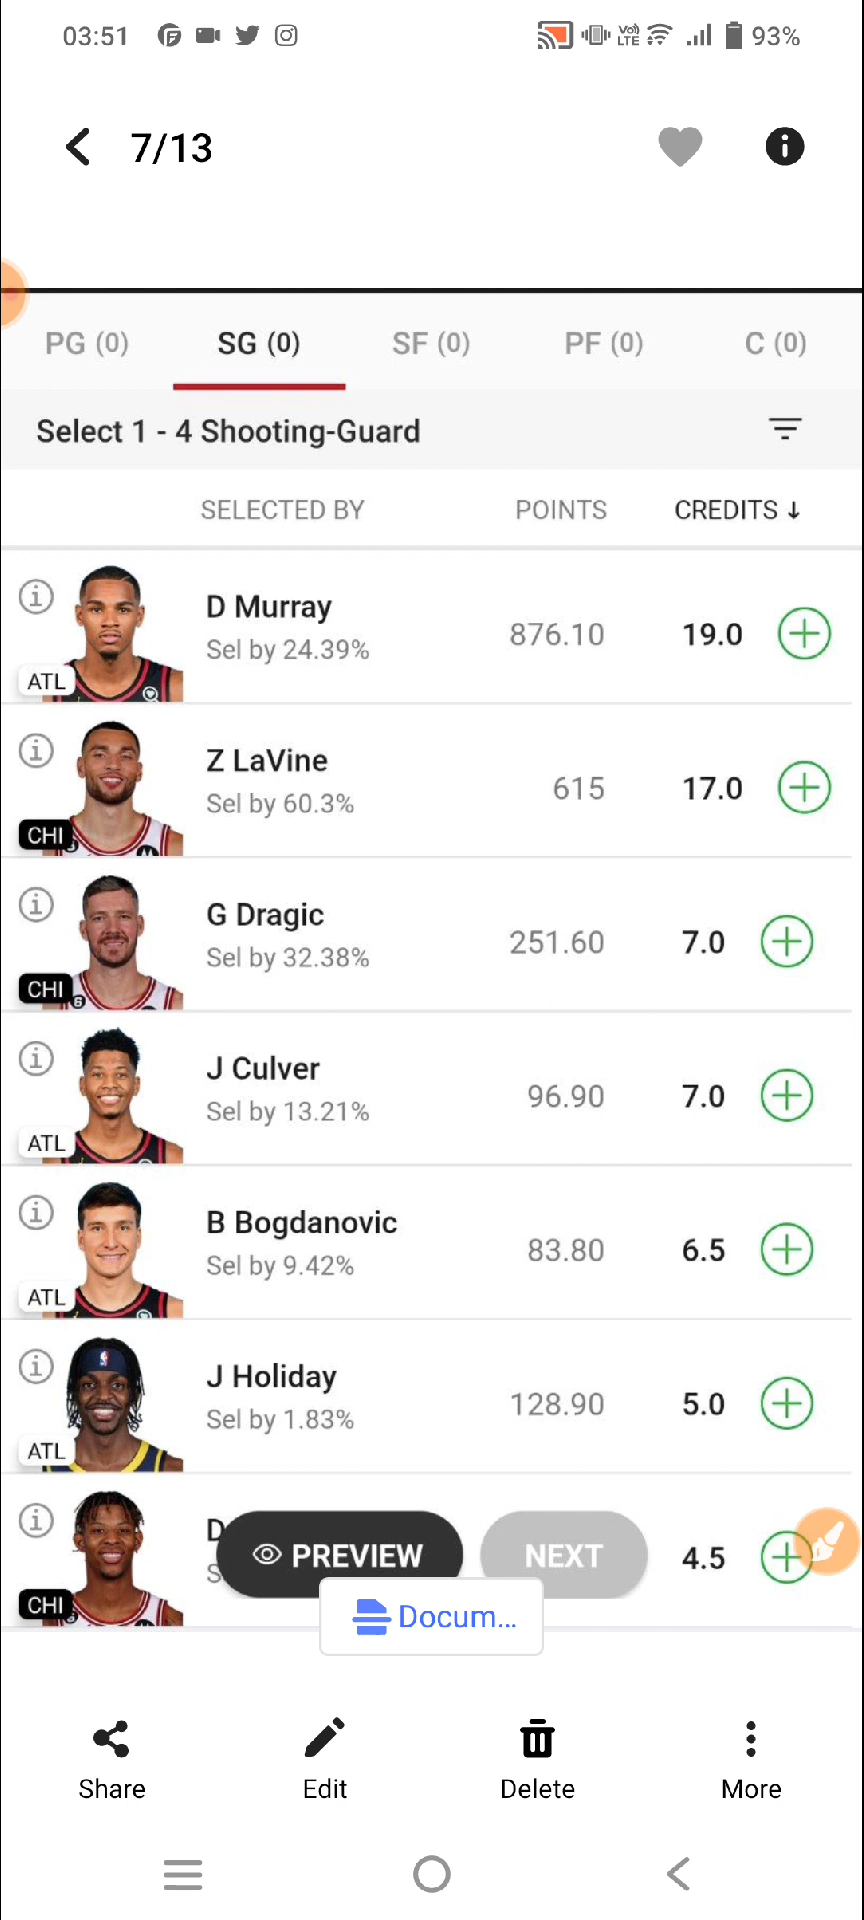 03:51 Vo) LTE 93%
7/13
PG (0) SG (0) SF (0) PF (0) C (0)
Select 1 - 4 Shooting-Guard
SELECTED BY POINTS CREDITS ↓
D Murray
Sel by 24.39%
876.10 19.0
ATL
Z LaVine
Sel by 60.3%
615 17.0
CHI
G Dragic
Sel by 32.38%
251.60 7.0
CHI
J Culver
Sel by 13.21%
96.90 7.0
ATL
B Bogdanovic
Sel by 9.42%
83.80 6.5
ATL
J Holiday
Sel by 1.83%
128.90 5.0
ATL
D
S
PREVIEW NEXT 4.5
CHI
Docum...
Share Edit Delete More